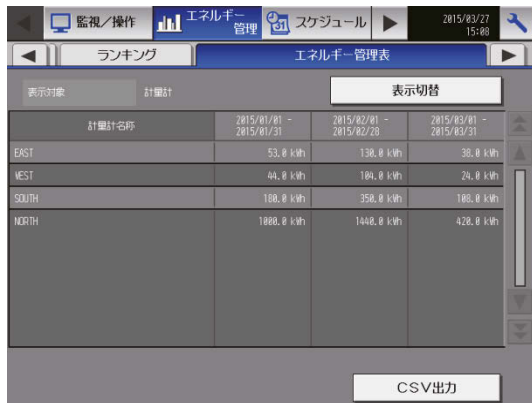 監視／操作
エネルギー
管理
31
スケジュール
2015/03/27
15:08
ランキング
エネルギー管理表
表示対象
計量計
表示切替
計量計名称
2015/01/01 -
2015/01/31
2015/02/01 -
2015/02/28
2015/03/01 -
2015/03/31
EAST 53.0 kWh 130.0 kWh 38.0 kWh
WEST 44.0 kWh 104.0 kWh 24.0 kWh
SOUTH 180.0 kWh 350.0 kWh 108.0 kWh
NORTH 1080.0 kWh 1440.0 kWh 420.0 kWh
CSV出力